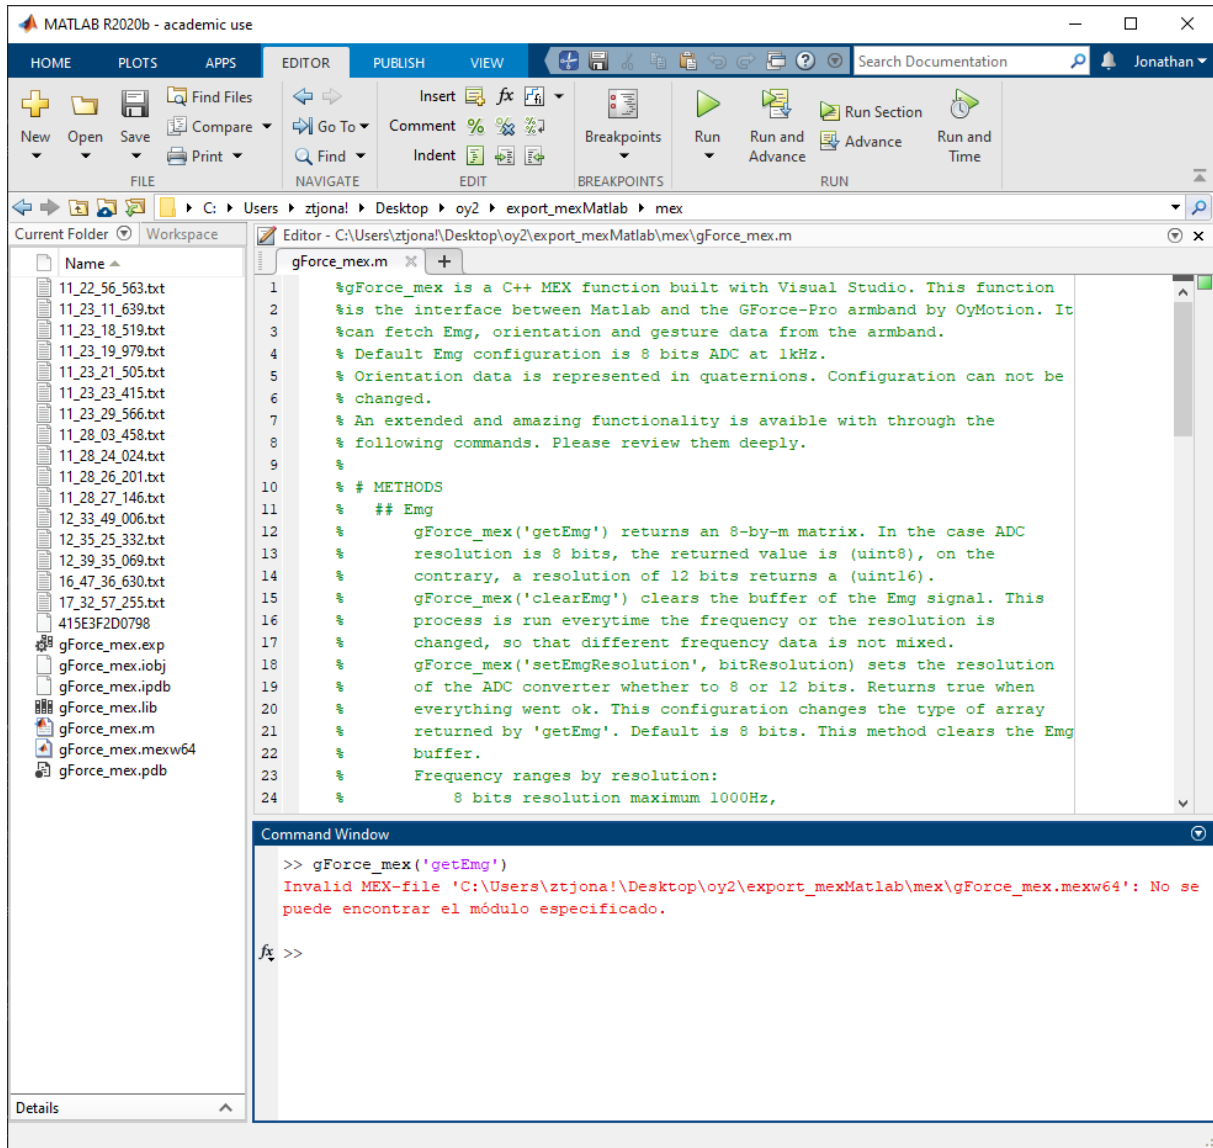 MATLAB R2020b - academic use
HOME PLOTS APPS EDITOR PUBLISH VIEW Search Documentation Jonathan
New Open Save Find Files Compare Print
FILE
Go To Find
NAVIGATE
Insert fx fi
Comment % %
Indent
EDIT
Breakpoints
BREAKPOINTS
Run Run and Advance Run Section Advance Run and Time
RUN
C: Users ztjona! Desktop oy2 export_mexMatlab mex
Current Folder Workspace
Name
11_22_56_563.txt
11_23_11_639.txt
11_23_18_519.txt
11_23_19_979.txt
11_23_21_505.txt
11_23_23_415.txt
11_23_29_566.txt
11_28_03_458.txt
11_28_24_024.txt
11_28_26_201.txt
11_28_27_146.txt
12_33_49_006.txt
12_35_25_332.txt
12_39_35_069.txt
16_47_36_630.txt
17_32_57_255.txt
415E3F2D0798
gForce_mex.exp
gForce_mex.iobj
gForce_mex.ipdb
gForce_mex.lib
gForce_mex.m
gForce_mex.mexw64
gForce_mex.pdb
Details
Editor - C:\Users\ztjona!\Desktop\oy2\export_mexMatlab\mex\gForce_mex.m
gForce_mex.m
1 %gForce_mex is a C++ MEX function built with Visual Studio. This function
2 %is the interface between Matlab and the GForce-Pro armband by OyMotion. It
3 %can fetch Emg, orientation and gesture data from the armband.
4 % Default Emg configuration is 8 bits ADC at 1kHz.
5 % Orientation data is represented in quaternions. Configuration can not be
6 % changed.
7 % An extended and amazing functionality is avaible with through the
8 % following commands. Please review them deeply.
9 %
10 % # METHODS
11 % ## Emg
12 % gForce_mex('getEmg') returns an 8-by-m matrix. In the case ADC
13 % resolution is 8 bits, the returned value is (uint8), on the
14 % contrary, a resolution of 12 bits returns a (uint16).
15 % gForce_mex('clearEmg') clears the buffer of the Emg signal. This
16 % process is run everytime the frequency or the resolution is
17 % changed, so that different frequency data is not mixed.
18 % gForce_mex('setEmgResolution', bitResolution) sets the resolution
19 % of the ADC converter whether to 8 or 12 bits. Returns true when
20 % everything went ok. This configuration changes the type of array
21 % returned by 'getEmg'. Default is 8 bits. This method clears the Emg
22 % buffer.
23 % Frequency ranges by resolution:
24 % 8 bits resolution maximum 1000Hz,
Command Window
>> gForce_mex('getEmg')
Invalid MEX-file 'C:\Users\ztjona!\Desktop\oy2\export_mexMatlab\mex\gForce_mex.mexw64': No se
puede encontrar el módulo especificado.
fx >>